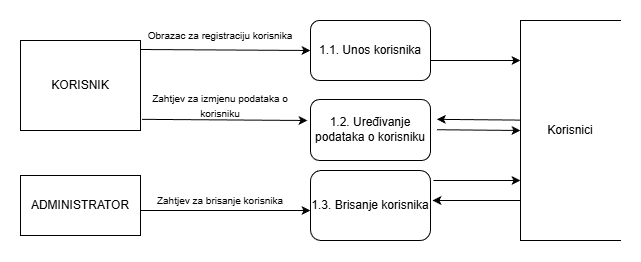 Obrazac za registraciju korisnika
KORISNIK
1.1. Unos korisnika
Zahtjev za izmjenu podataka o
korisniku
1.2. Uređivanje
podataka o korisniku
Korisnici
ADMINISTRATOR
Zahtjev za brisanje korisnika
1.3. Brisanje korisnika